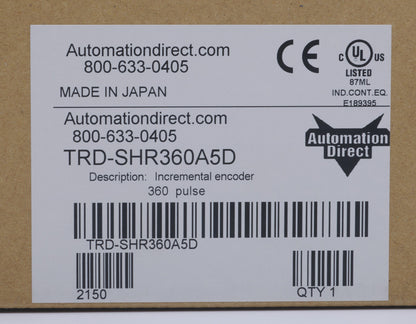 Automationdirect.com
800-633-0405
CE
C UL US
LISTED
87ML
MADE IN JAPAN
IND.CONT.EQ.
E189395
Automationdirect.com
800-633-0405
TRD-SHR360A5D
Automation
Direct
Description: Incremental encoder
360 pulse
TRD-SHR360A5D
2150
QTY 1